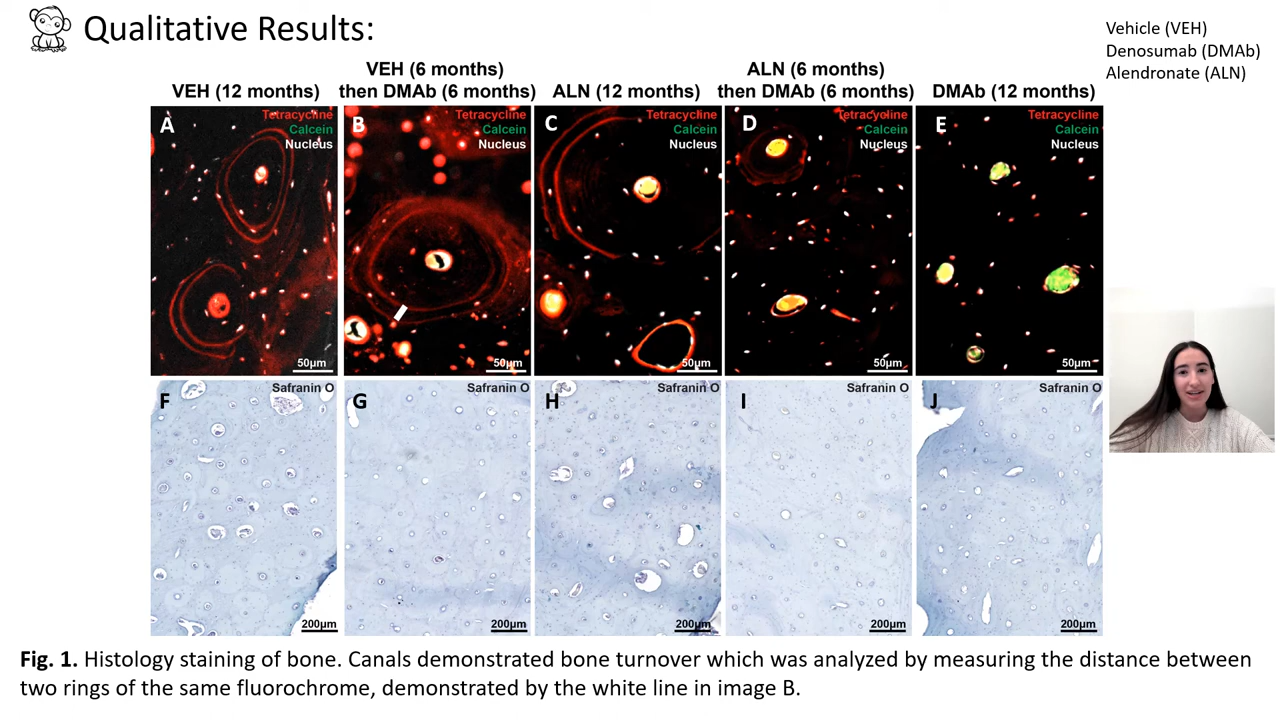 Qualitative Results:
Vehicle (VEH)
Denosumab (DMAb)
Alendronate (ALN)
VEH (12 months)
VEH (6 months)
then DMAb (6 months)
ALN (12 months)
ALN (6 months)
then DMAb (6 months)
DMAb (12 months)
A
Tetracycline
Calcein
Nucleus
50µm
B
Tetracycline
Calcein
Nucleus
50µm
C
Tetracycline
Calcein
Nucleus
50µm
D
Tetracycline
Calcein
Nucleus
50µm
E
Tetracycline
Calcein
Nucleus
50µm
F
Safranin O
200µm
G
Safranin O
200µm
H
Safranin O
200µm
I
Safranin O
200µm
J
Safranin O
200µm
Fig. 1. Histology staining of bone. Canals demonstrated bone turnover which was analyzed by measuring the distance between
two rings of the same fluorochrome, demonstrated by the white line in image B.